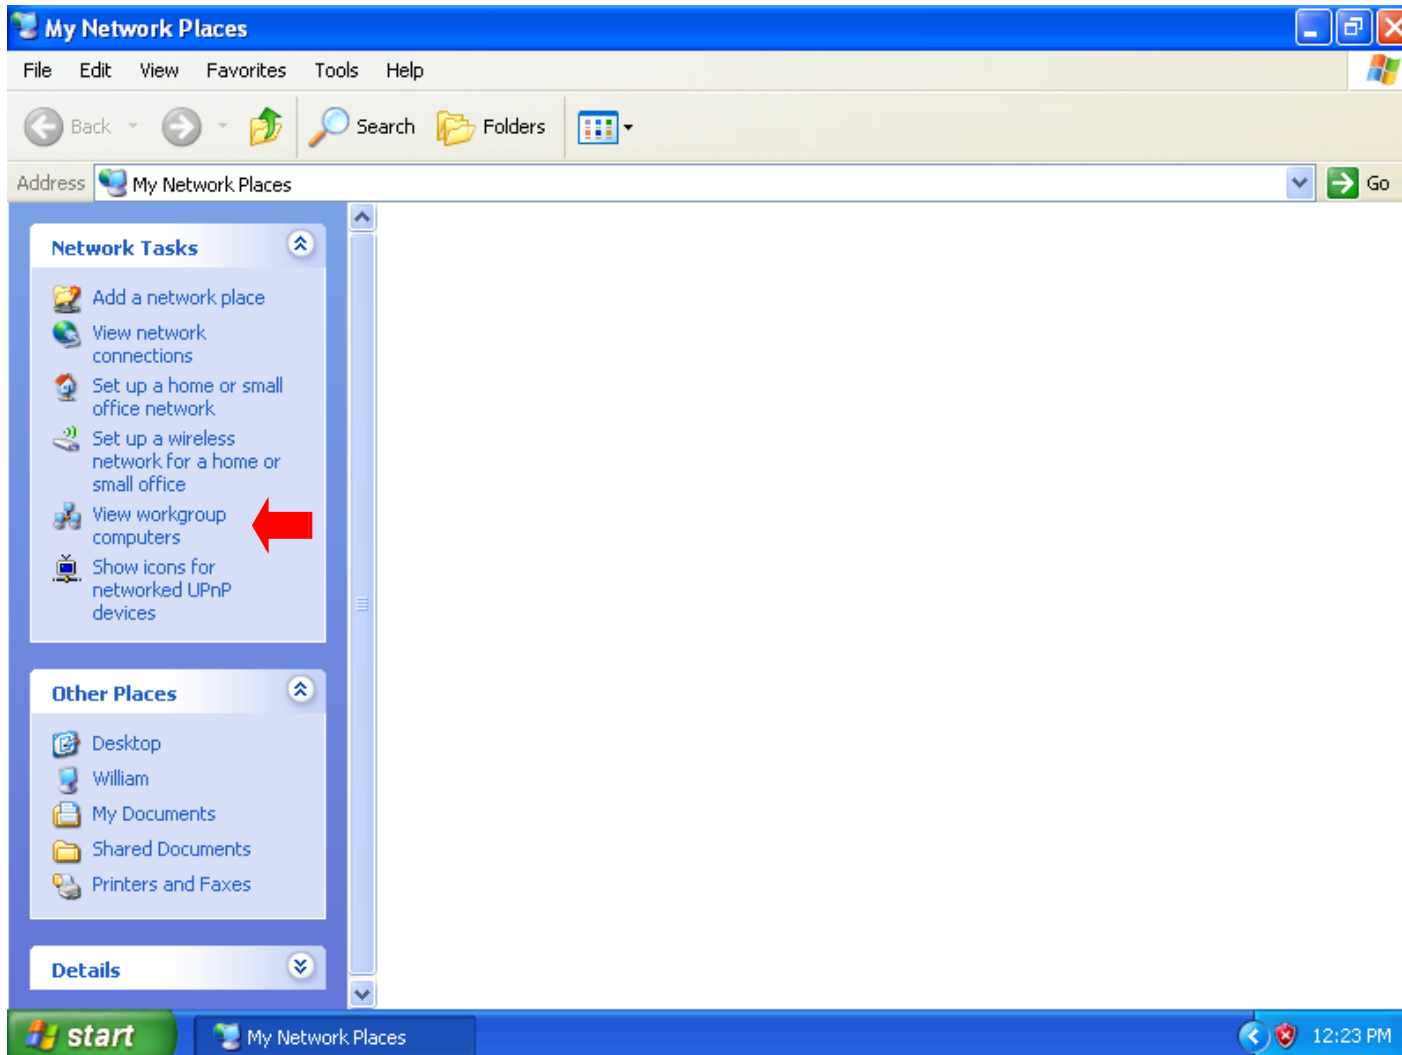 My Network Places
File Edit View Favorites Tools Help
Back Search Folders
Address My Network Places Go
Network Tasks
Add a network place
View network
connections
Set up a home or small
office network
Set up a wireless
network for a home or
small office
View workgroup
computers
Show icons for
networked UPnP
devices
Other Places
Desktop
William
My Documents
Shared Documents
Printers and Faxes
Details
start My Network Places 12:23 PM